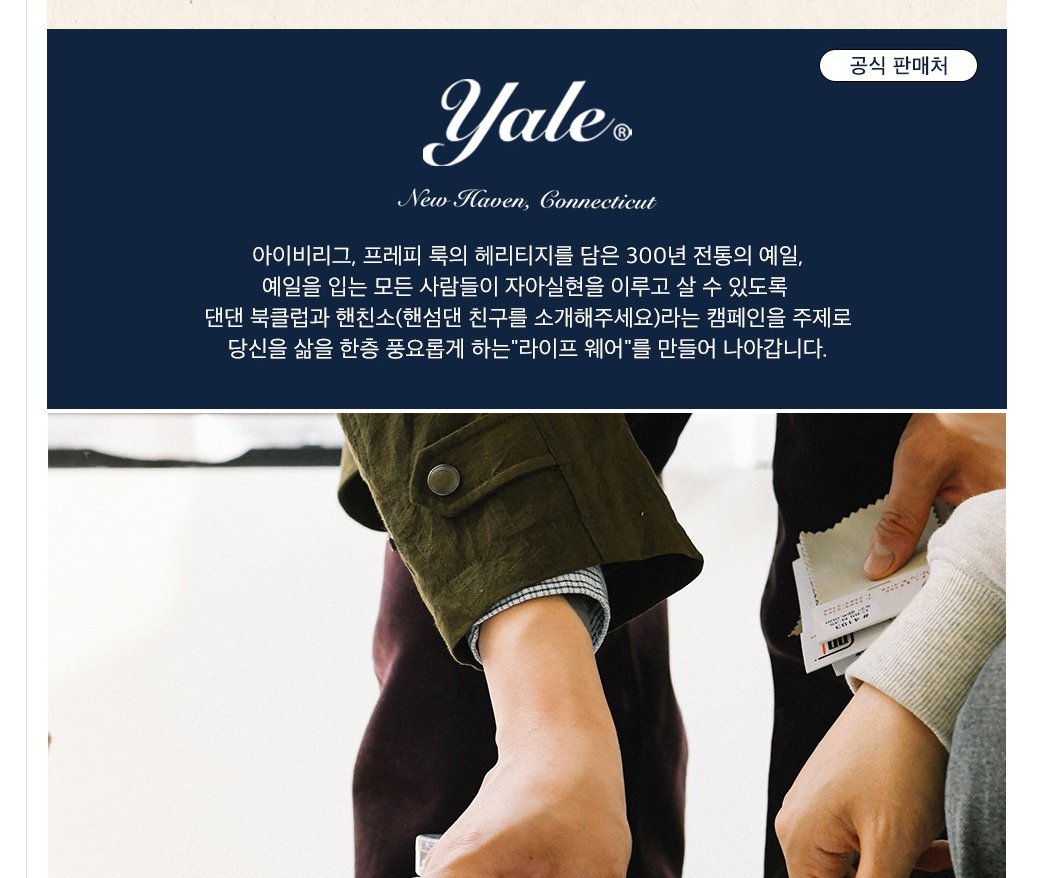 공식 판매처
Yale®
New Haven, Connecticut
아이비리그, 프레피 룩의 헤리티지를 담은 300년 전통의 예일,
예일을 입는 모든 사람들이 자아실현을 이루고 살 수 있도록
댄댄 북클럽과 핸친소(핸섬댄 친구를 소개해주세요)라는 캠페인을 주제로
당신을 삶을 한층 풍요롭게 하는"라이프 웨어"를 만들어 나아갑니다.
#4193